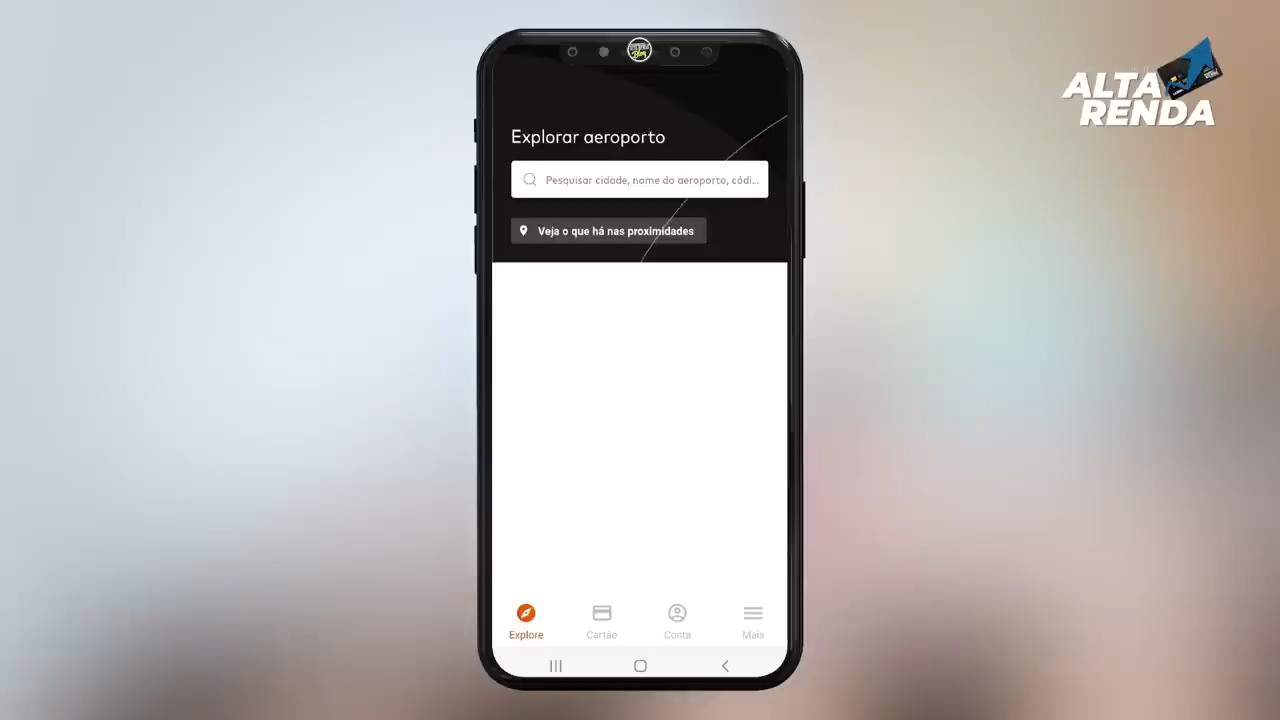 ALTA
RENDA
Explorar aeroporto
Pesquisar cidade, nome do aeroporto, códi...
Veja o que há nas proximidades
Explore
Cartão
Conta
Mais